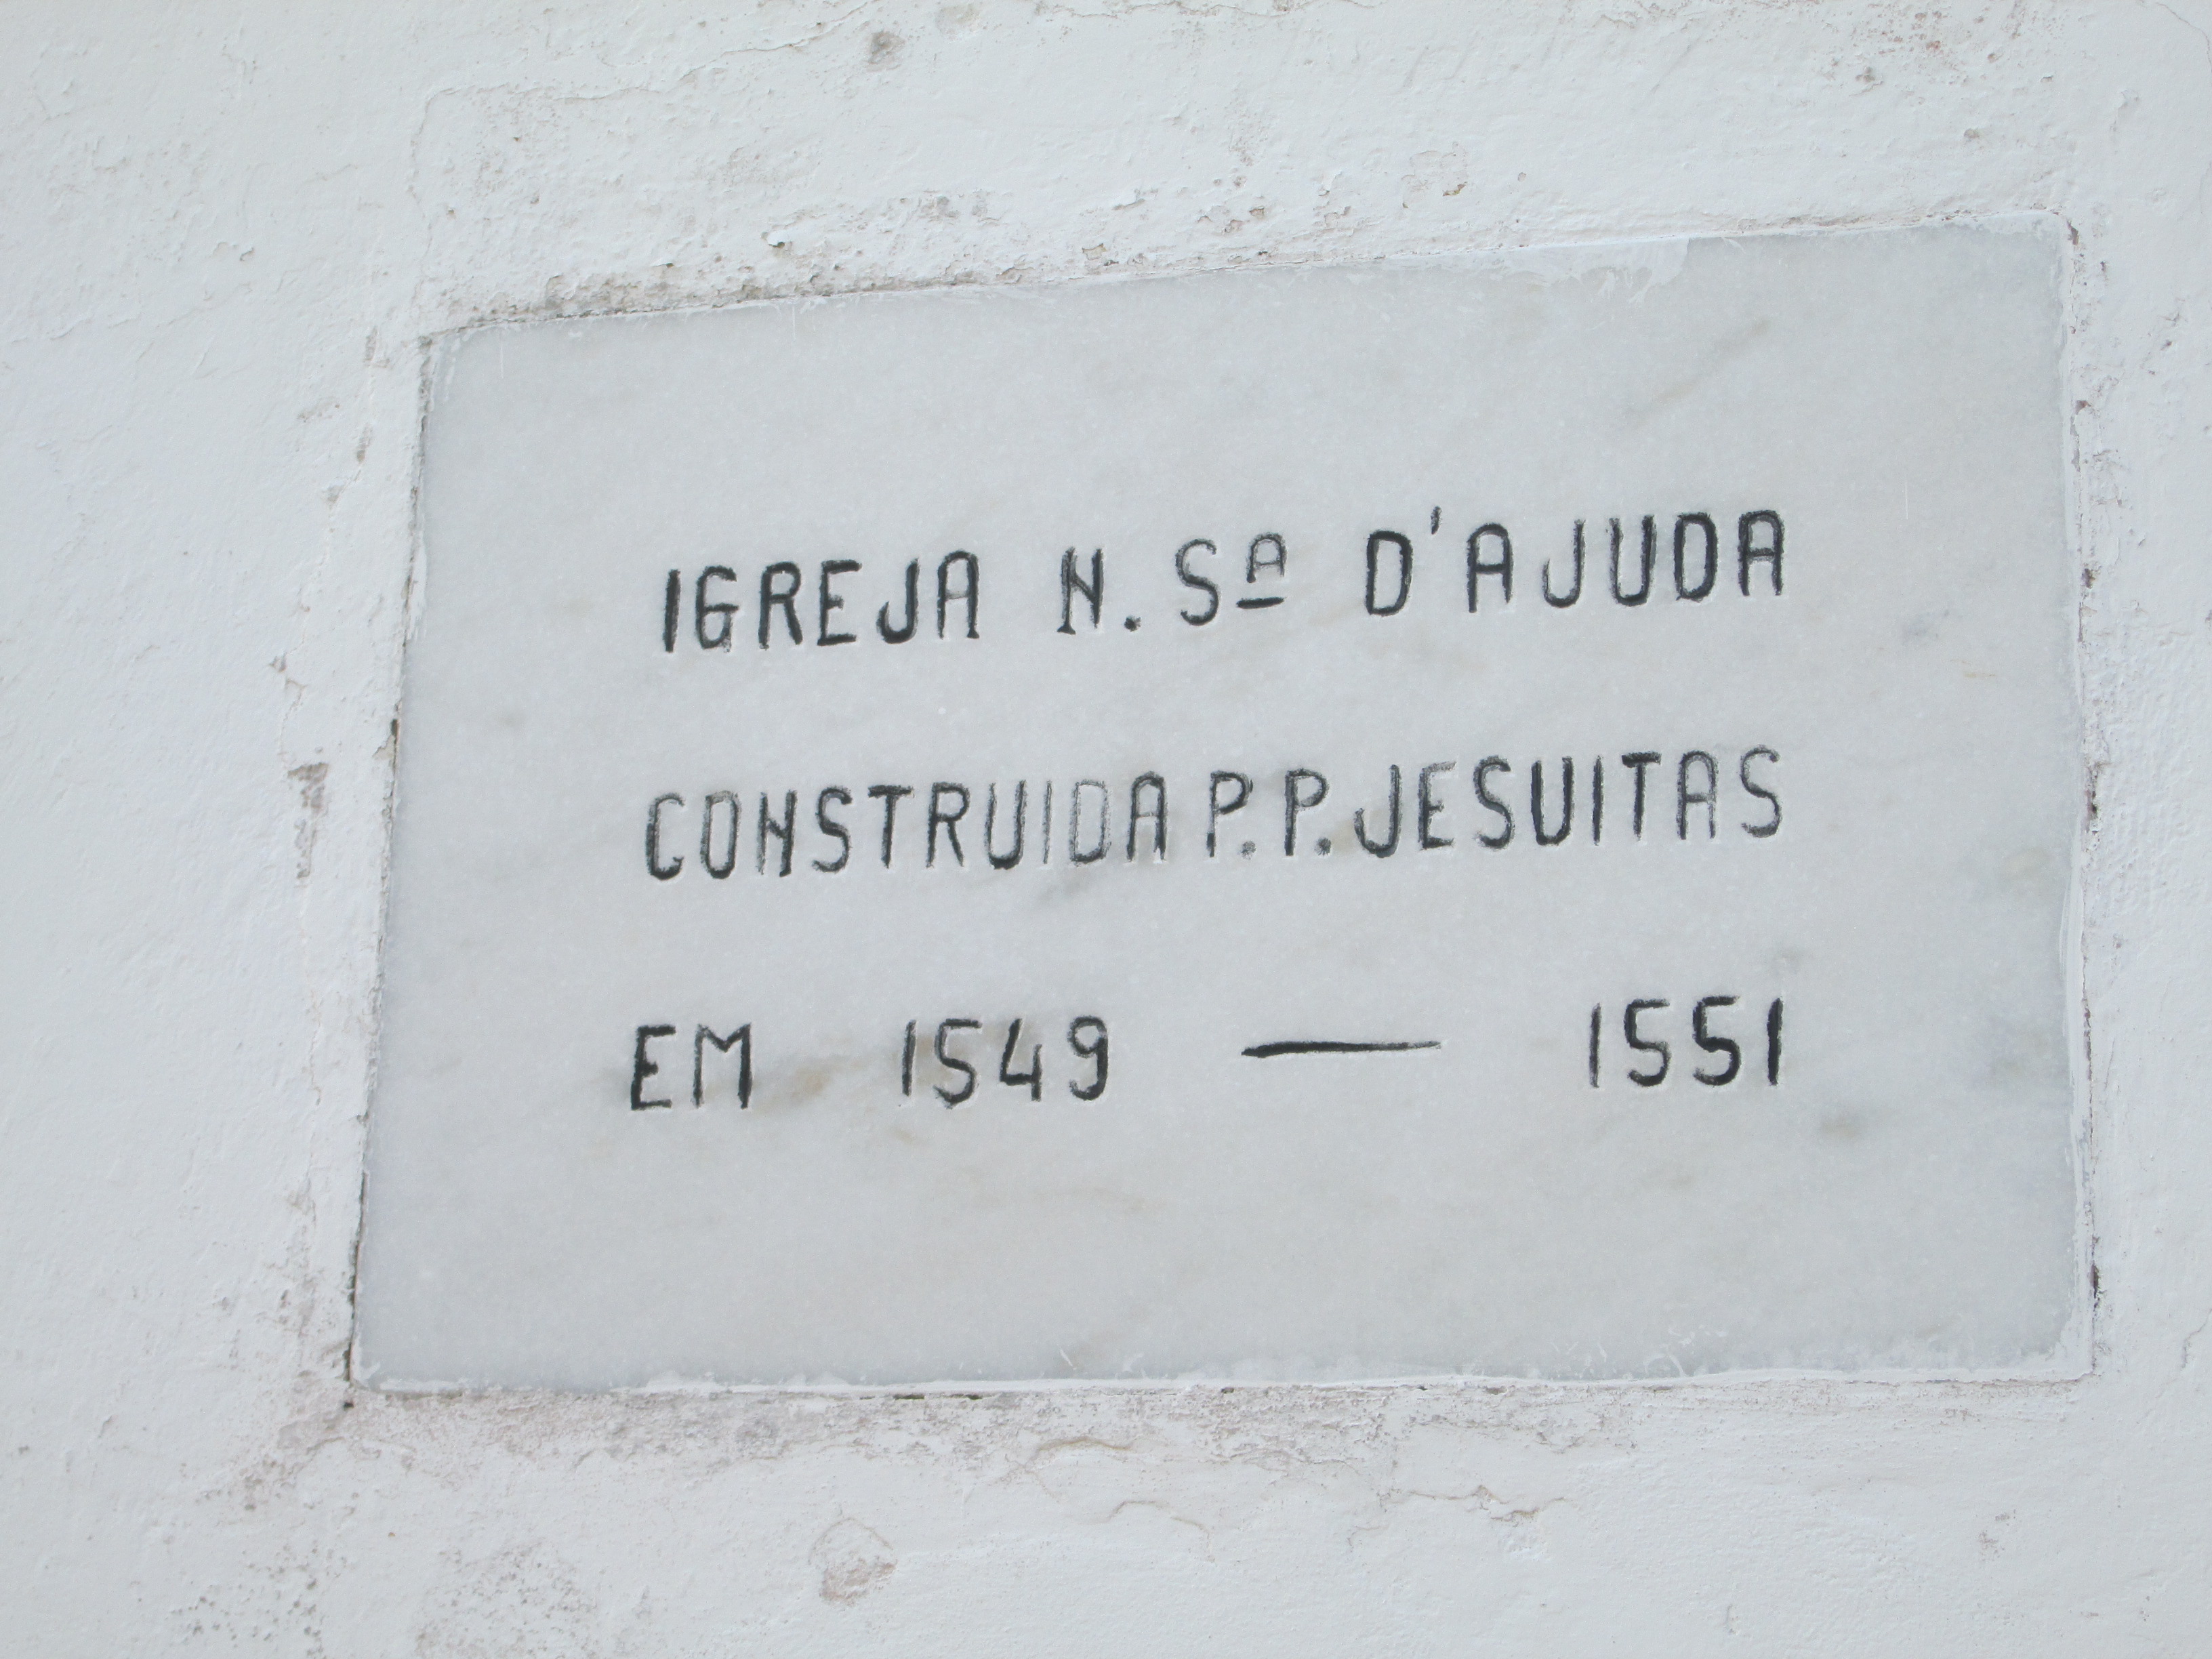 IGREJA N. Sª D'AJUDA
CONSTRUIDA P.P. JESUITAS
EM 1549 — 1551